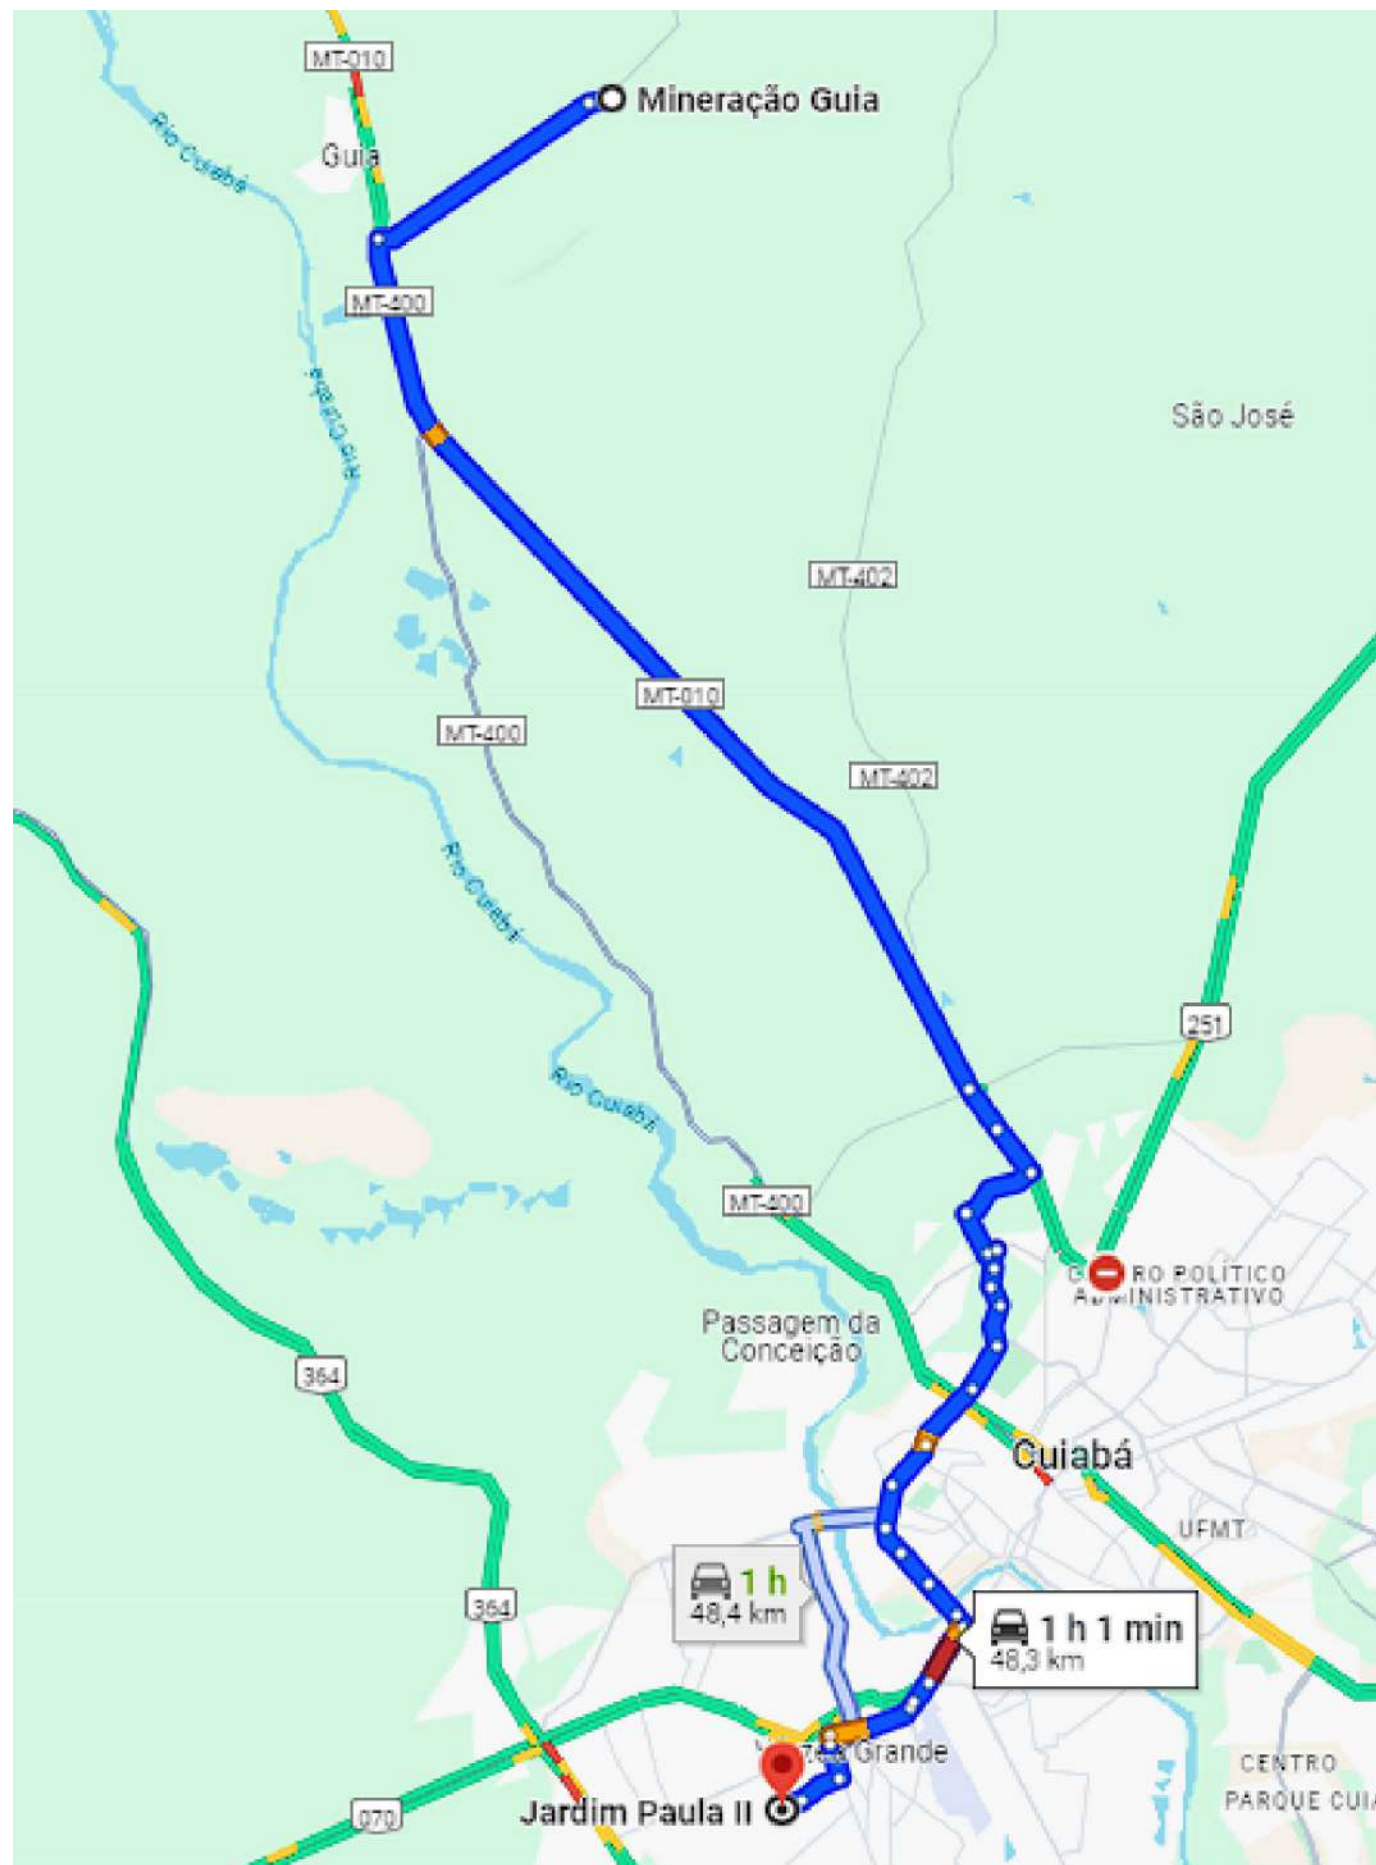 MT-010
Mineração Guia
Rio Cuiabá
Guia
MT-400
Rio Cuiabá
São José
MT-402
MT-010
MT-400
MT-402
Rio Cuiabá
251
Rio Cuiabá
MT-400
RO POLÍTICO
ADMINISTRATIVO
Passagem da
Conceição
364
Cuiabá
UFMT
1 h
48,4 km
364
1 h 1 min
48,3 km
Grande
CENTRO
PARQUE CUIA
Jardim Paula II
070